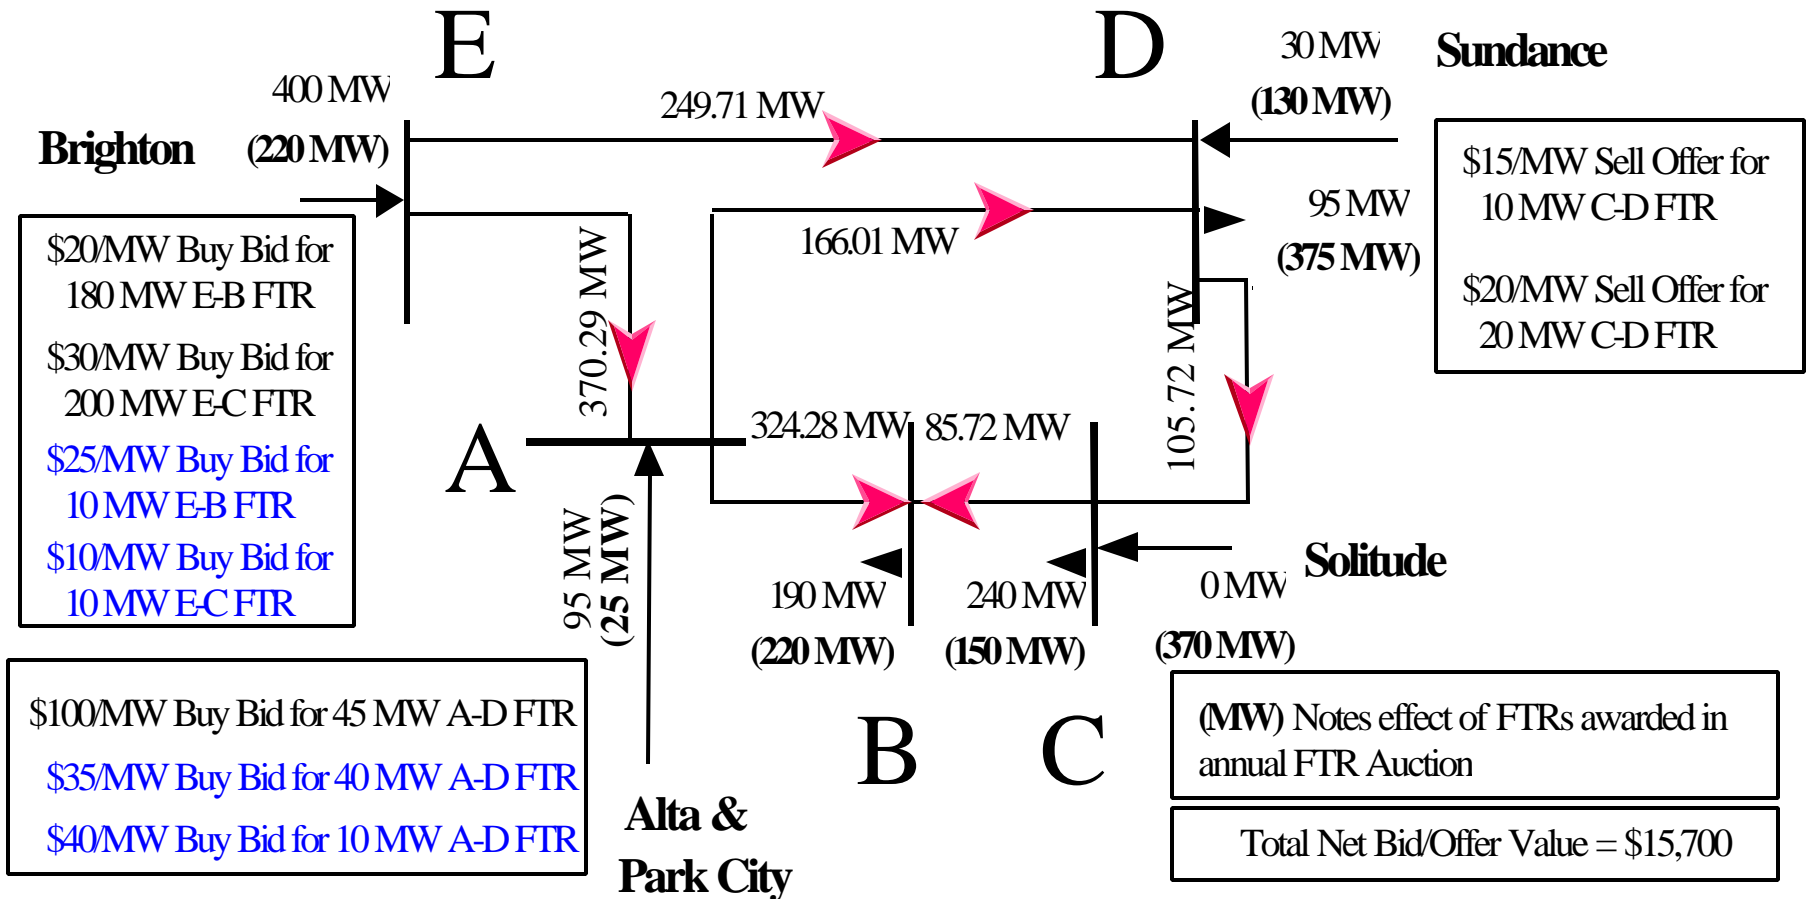 E
D
400 MW
(220 MW)
Brighton
249.71 MW
30 MW
(130 MW)
Sundance
$15/MW Sell Offer for
10 MW C-D FTR
$20/MW Sell Offer for
20 MW C-D FTR
95 MW
(375 MW)
166.01 MW
370.29 MW
105.72 MW
$20/MW Buy Bid for
180 MW E-B FTR
$30/MW Buy Bid for
200 MW E-C FTR
$25/MW Buy Bid for
10 MW E-B FTR
$10/MW Buy Bid for
10 MW E-C FTR
A
324.28 MW
85.72 MW
95 MW
(25 MW)
190 MW
(220 MW)
240 MW
(150 MW)
0 MW
(370 MW)
Solitude
$100/MW Buy Bid for 45 MW A-D FTR
$35/MW Buy Bid for 40 MW A-D FTR
$40/MW Buy Bid for 10 MW A-D FTR
Alta &
Park City
B
C
(MW) Notes effect of FTRs awarded in
annual FTR Auction
Total Net Bid/Offer Value = $15,700